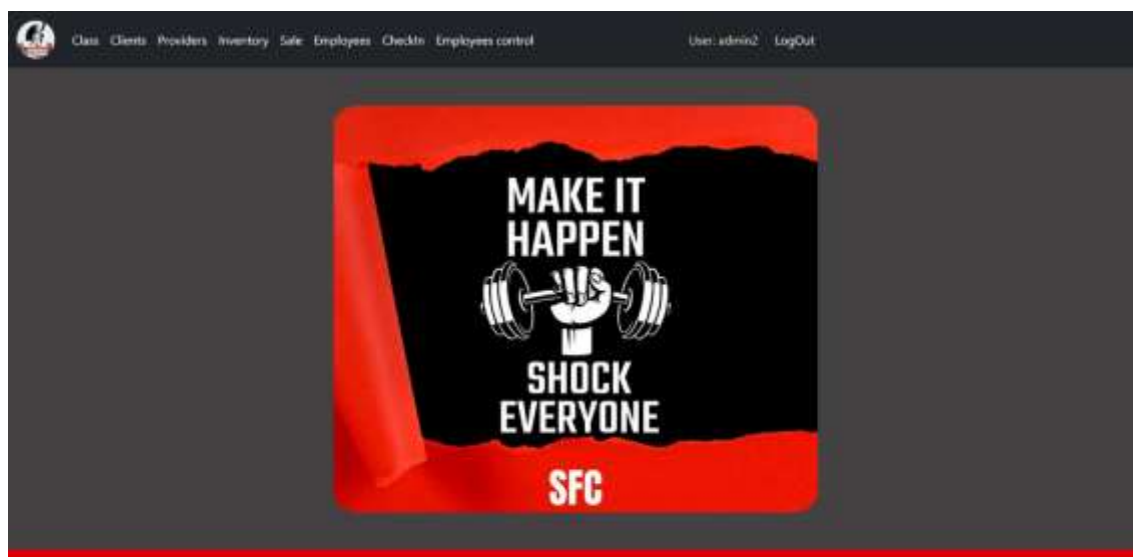 Class Clients Providers Inventory Sale Employees CheckIn Employees control User: admin2 LogOut
MAKE IT
HAPPEN
SHOCK
EVERYONE
SFC